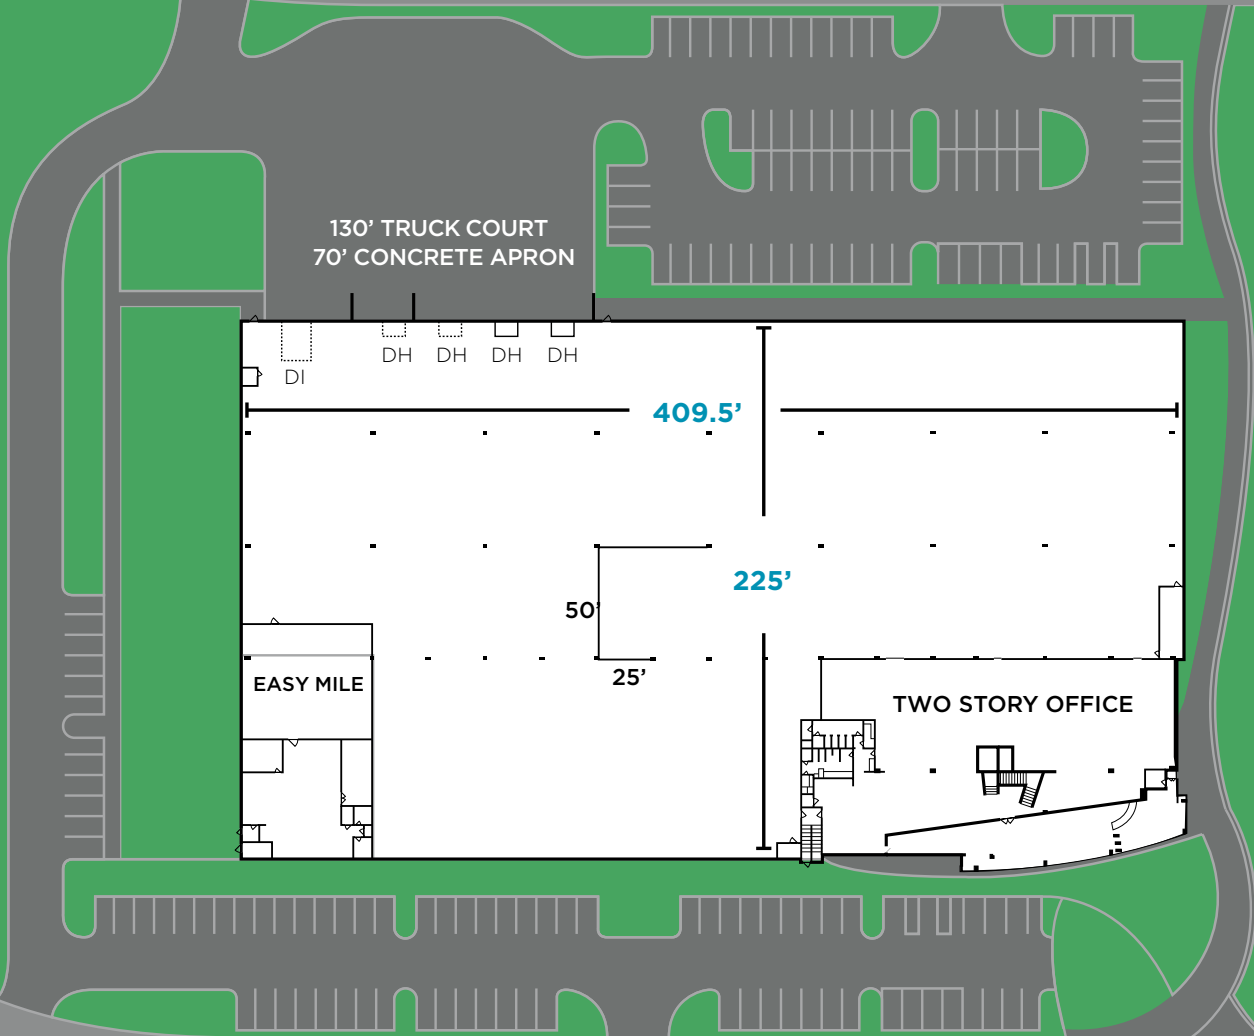 130’ TRUCK COURT
70’ CONCRETE APRON
DI
DH
DH
DH
DH
409.5’
225’
50’
25’
EASY MILE
TWO STORY OFFICE